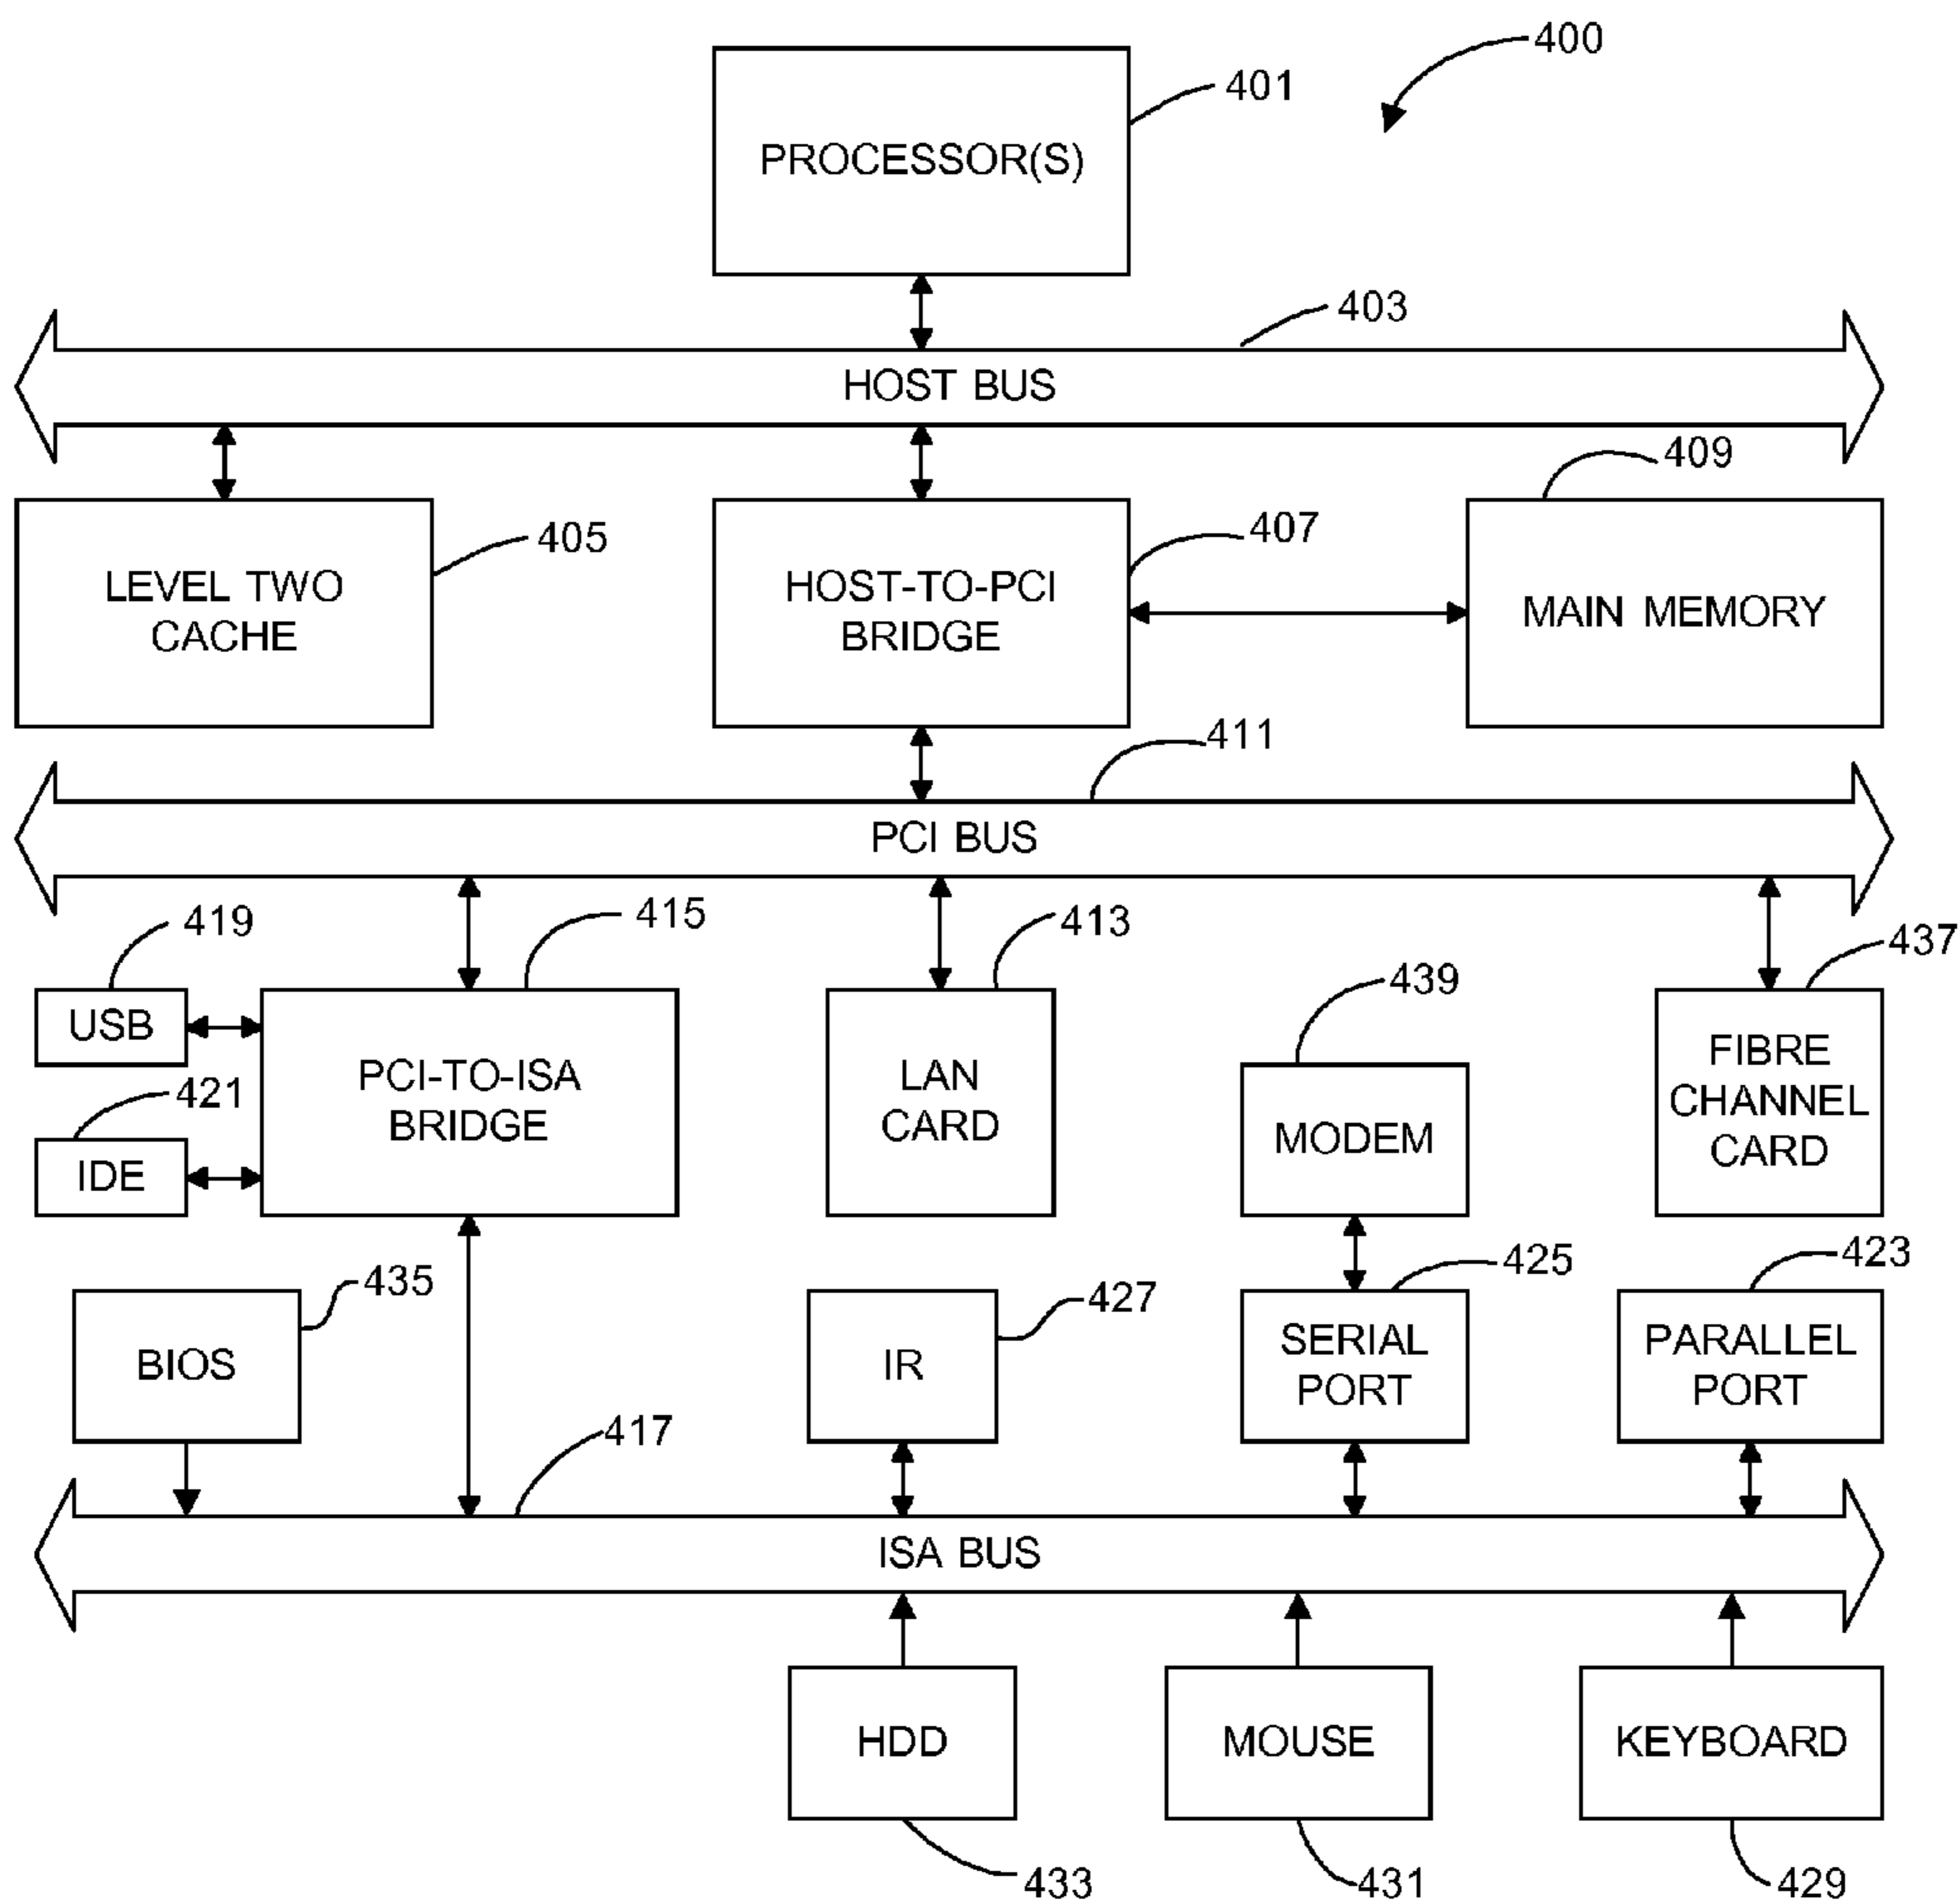 400
401
PROCESSOR(S)
403
HOST BUS
409
405
407
LEVEL TWO
CACHE
HOST-TO-PCI
BRIDGE
MAIN MEMORY
411
PCI BUS
419
415
413
437
439
USB
PCI-TO-ISA
BRIDGE
LAN
CARD
FIBRE
CHANNEL
CARD
421
MODEM
IDE
435
427
425
423
BIOS
IR
SERIAL
PORT
PARALLEL
PORT
417
ISA BUS
HDD
MOUSE
KEYBOARD
433
431
429